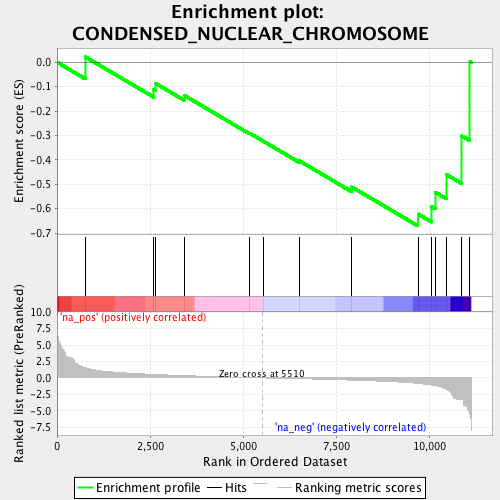 Enrichment plot:
CONDENSED_NUCLEAR_CHROMOSOME
Enrichment score (ES)
0.0
-0.1
-0.2
-0.3
-0.4
-0.5
-0.6
-0.7
Ranked list metric (PreRanked)
10.0
7.5
5.0
2.5
0.0
-2.5
-5.0
-7.5
'na_pos' (positively correlated)
Zero cross at 5510
'na_neg' (negatively correlated)
0 2,500 5,000 7,500 10,000
Rank in Ordered Dataset
Enrichment profile Hits Ranking metric scores